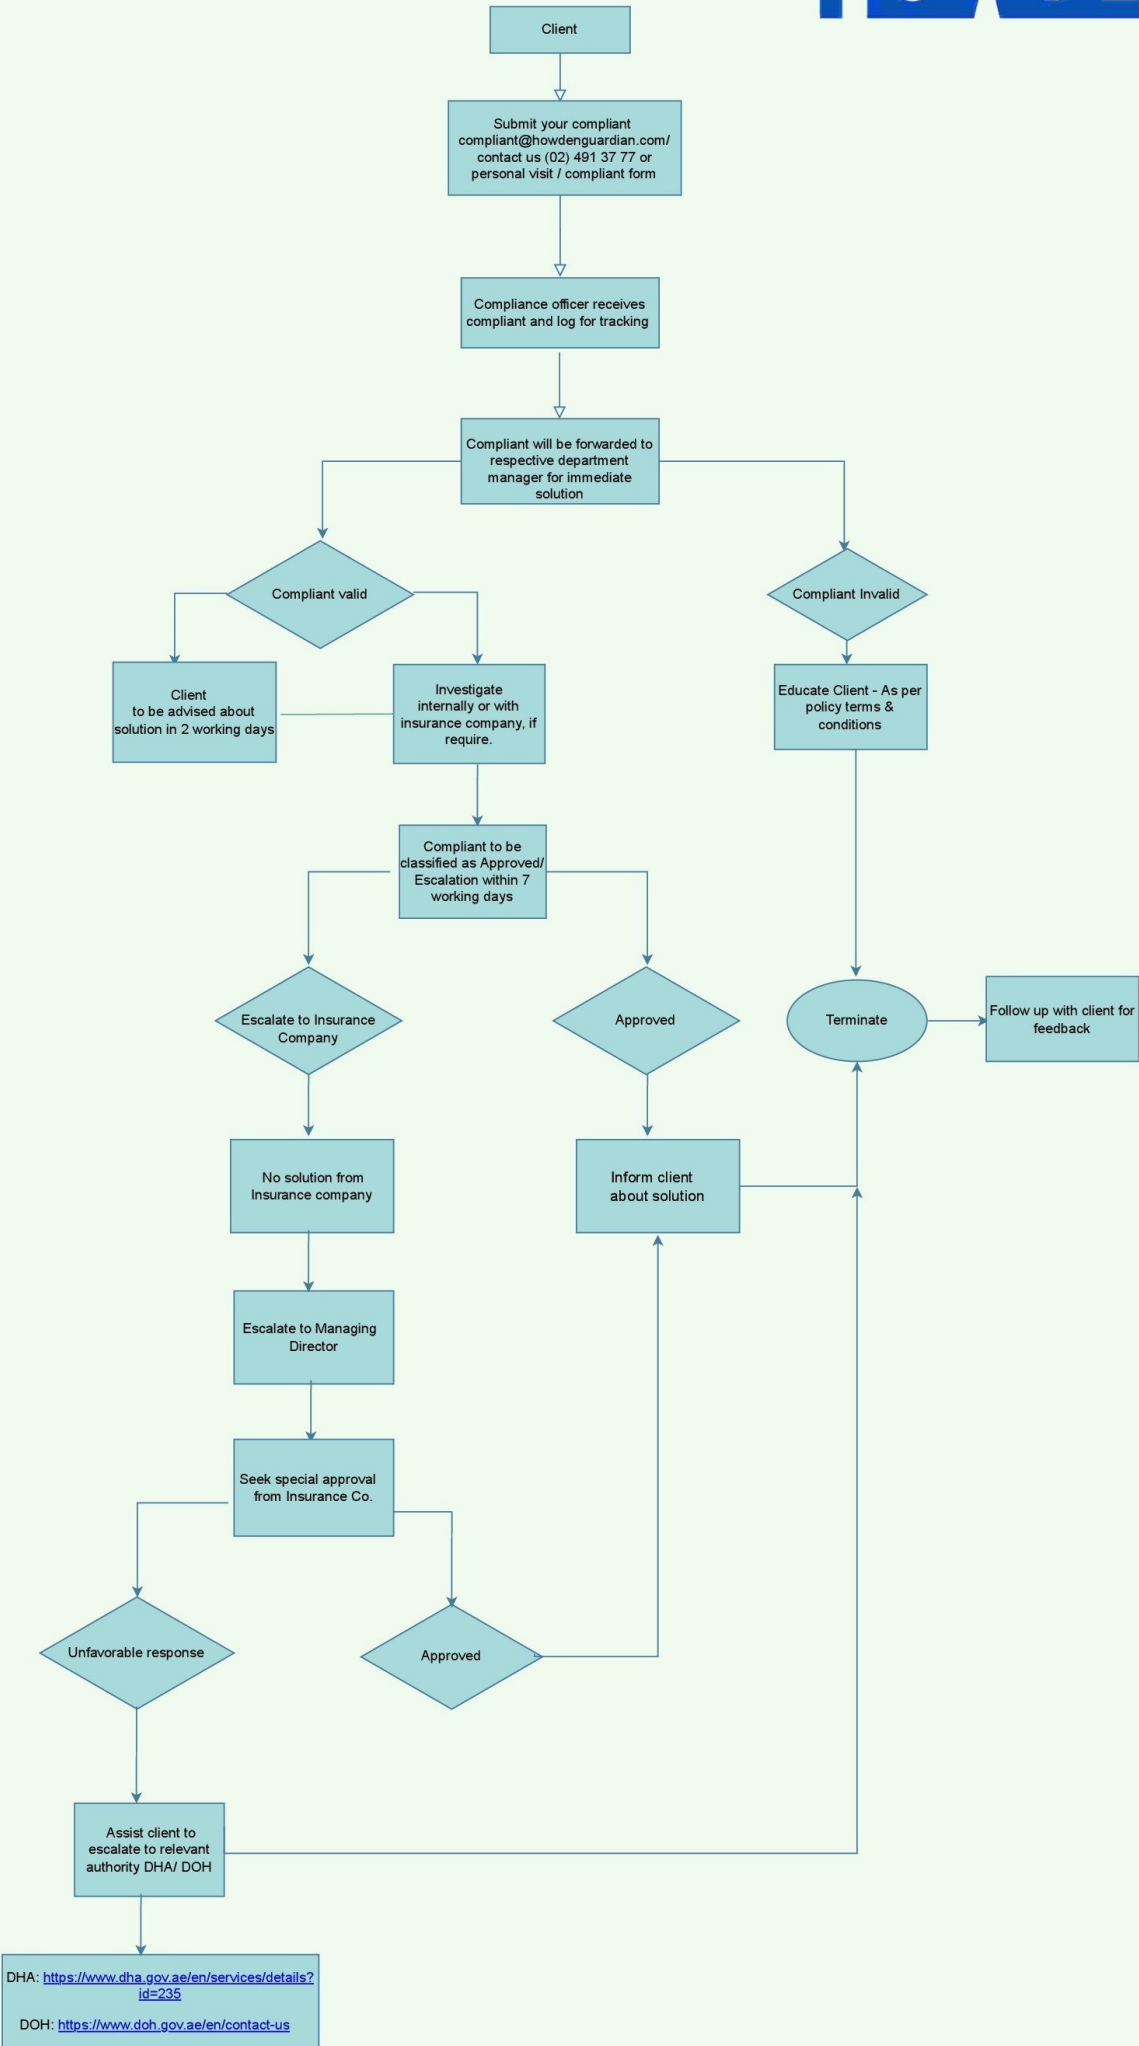 Client
Submit your compliant
compliant@howdenguardian.com/
contact us (02) 491 37 77 or
personal visit / compliant form
Compliance officer receives
compliant and log for tracking
Compliant will be forwarded to
respective department
manager for immediate
solution
Compliant valid
Compliant Invalid
Client
to be advised about
solution in 2 working days
Investigate
internally or with
insurance company, if
require.
Educate Client - As per
policy terms &
conditions
Compliant to be
classified as Approved/
Escalation within 7
working days
Escalate to Insurance
Company
Approved
Terminate
Follow up with client for
feedback
No solution from
Insurance company
Inform client
about solution
Escalate to Managing
Director
Seek special approval
from Insurance Co.
Unfavorable response
Approved
Assist client to
escalate to relevant
authority DHA/ DOH
DHA: https://www.dha.gov.ae/en/services/details?
id=235
DOH: https://www.doh.gov.ae/en/contact-us